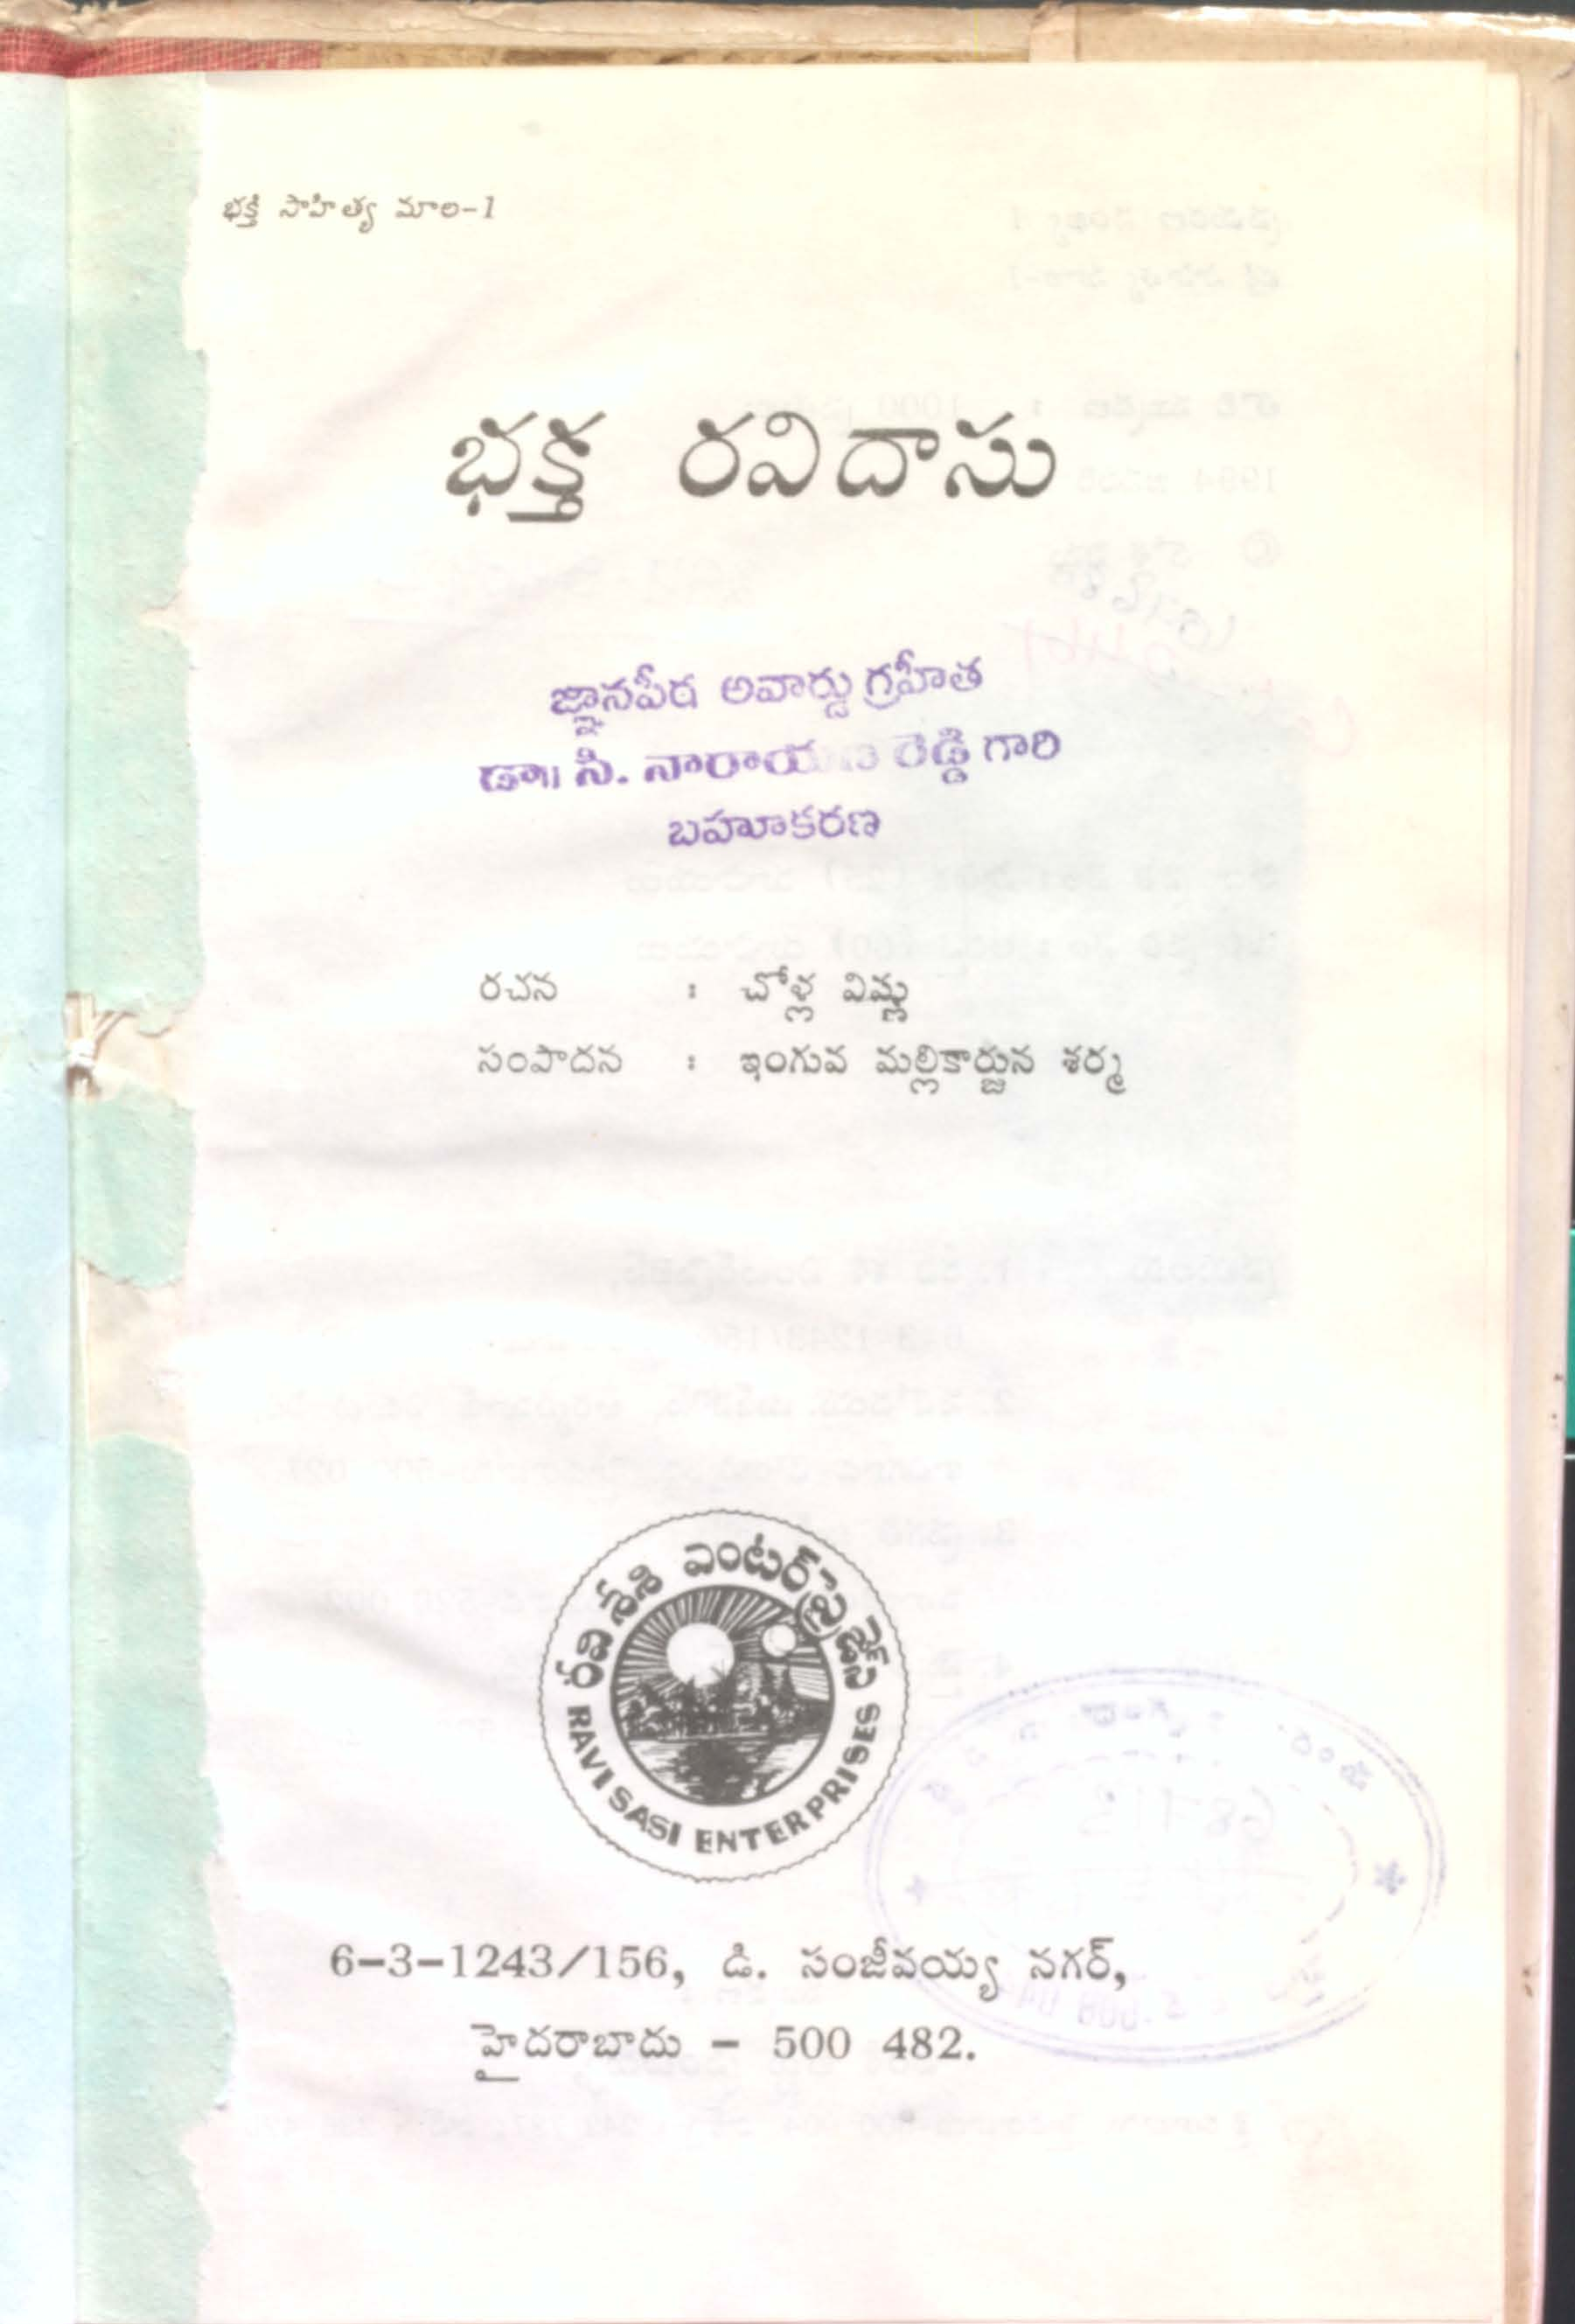 భక్తి సాహిత్య మాల-1
భక్త రవిదాసు
జ్ఞానపీఠ అవార్డు గ్రహీత
డా॥ సి. నారాయణ రెడ్డి గారి
బహూకరణ
రచన : చోళ్ల విమ్ల
సంపాదన : ఇంగువ మల్లికార్జున శర్మ
రవి శశి ఎంటర్‌ప్రైజెస్
RAVI SASI ENTERPRISES
6-3-1243/156, డి. సంజీవయ్య నగర్,
హైదరాబాదు - 500 482.